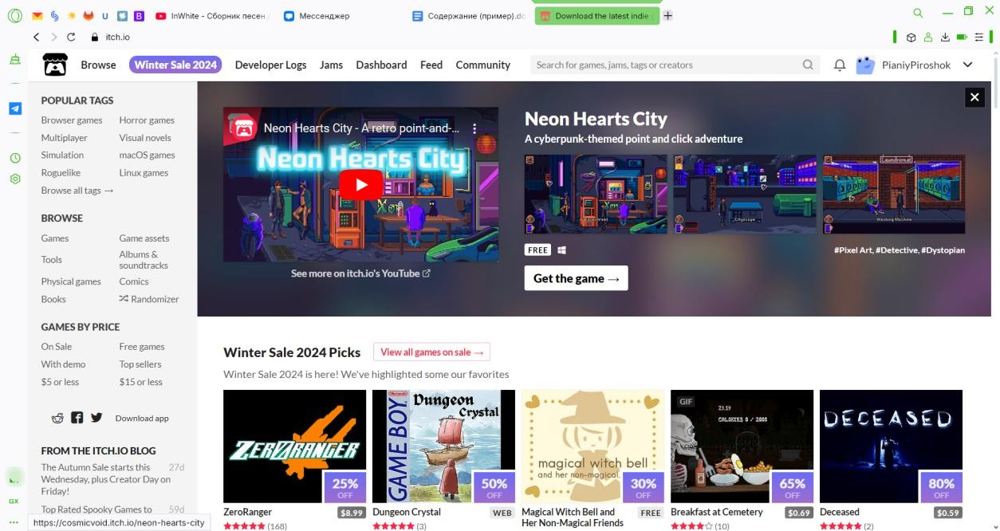 InWhite - Сборник песен
Мессенджер
Содержание (пример).do
Download the latest indie
itch.io
Browse
Winter Sale 2024
Developer Logs
Jams
Dashboard
Feed
Community
Search for games, jams, tags or creators
PianiyPiroshok
POPULAR TAGS
Browser games Horror games
Multiplayer Visual novels
Simulation macOS games
Roguelike Linux games
Browse all tags →
BROWSE
Games Game assets
Tools Albums &
soundtracks
Physical games Comics
Books Randomizer
GAMES BY PRICE
On Sale Free games
With demo Top sellers
$5 or less $15 or less
Download app
FROM THE ITCH.IO BLOG
The Autumn Sale starts this 27d
Wednesday, plus Creator Day on
Friday!
Top Rated Spooky Games to 59d
https://cosmicvoid.itch.io/neon-hearts-city
GX
Neon Hearts City - A retro point-and-...
Neon Hearts City
See more on itch.io's YouTube
Neon Hearts City
A cyberpunk-themed point and click adventure
Laundromat
Cityscape
Washing Machine
FREE
#Pixel Art, #Detective, #Dystopian
Get the game →
Winter Sale 2024 Picks
View all games on sale →
Winter Sale 2024 is here! We've highlighted some our favorites
ZERORANGER
25%
OFF
ZeroRanger $8.99
(168)
Nintendo
GAME BOY
Dungeon
Crystal
50%
OFF
Dungeon Crystal WEB
(3)
magical witch bell
and her non-magical
30%
OFF
Magical Witch Bell and FREE
Her Non-Magical Friends
GIF
23:19
CALORIES 0 / 2000
65%
OFF
Breakfast at Cemetery $0.69
(10)
DECEASED
80%
OFF
Deceased $0.59
(2)